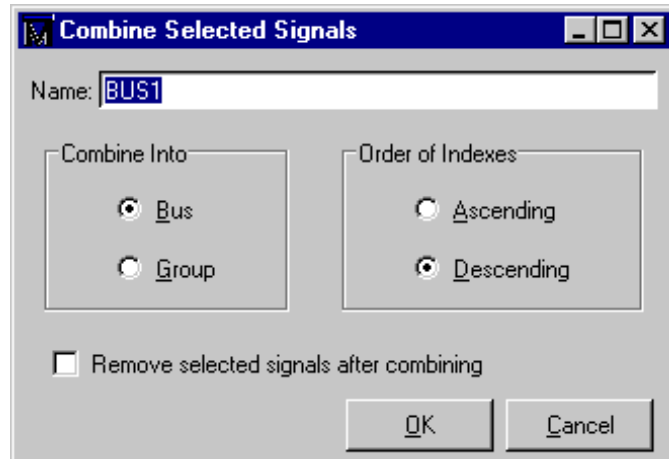 Combine Selected Signals
Name: BUS1
Combine Into
Order of Indexes
Bus
Ascending
Group
Descending
Remove selected signals after combining
OK
Cancel